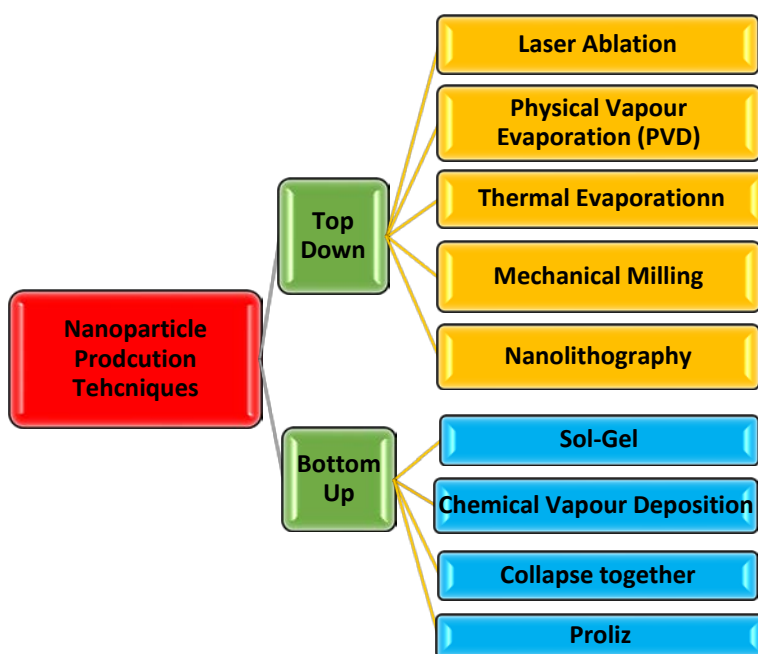 Nanoparticle
Prodcution
Tehcniques
Top
Down
Laser Ablation
Physical Vapour
Evaporation (PVD)
Thermal Evaporationn
Mechanical Milling
Nanolithography
Bottom
Up
Sol-Gel
Chemical Vapour Deposition
Collapse together
Proliz